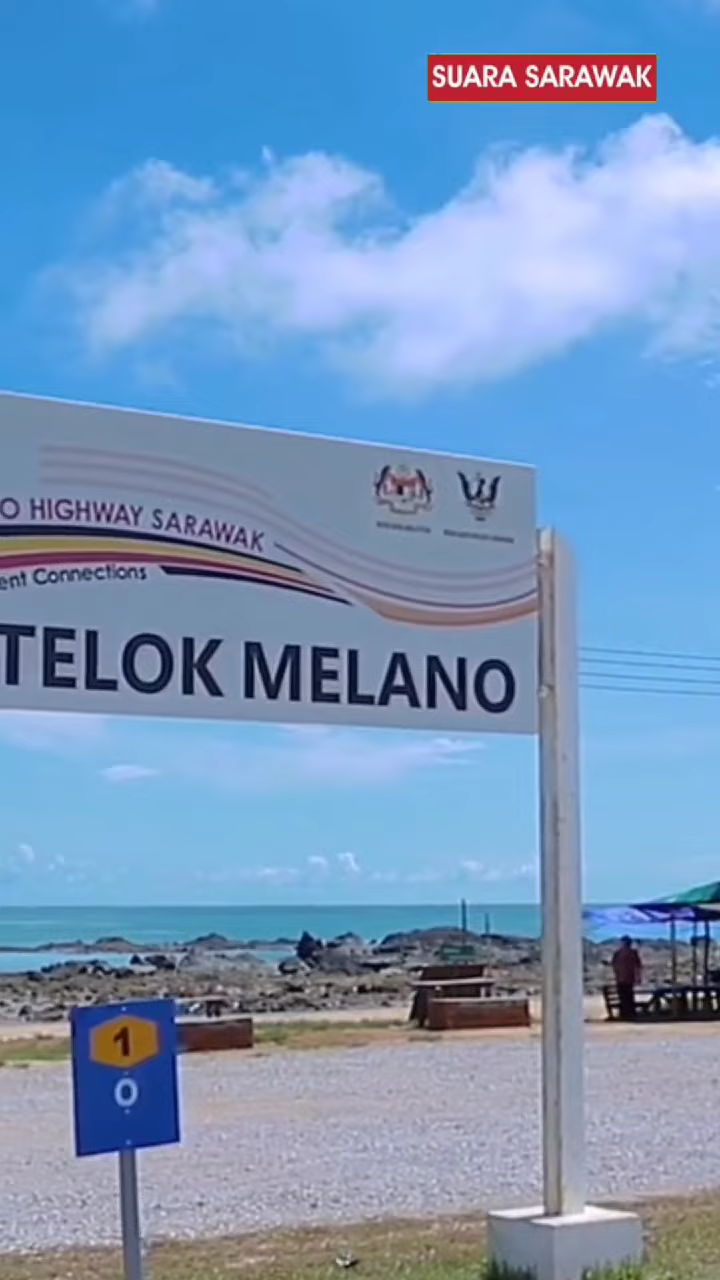 SUARA SARAWAK
O HIGHWAY SARAWAK
ent Connections
TELOK MELANO
1
0